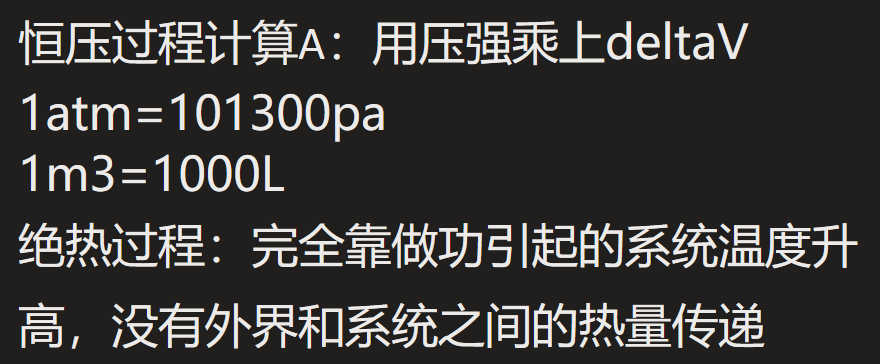 恒压过程计算A：用压强乘上deltaV
1atm=101300pa
1m3=1000L
绝热过程：完全靠做功引起的系统温度升
高，没有外界和系统之间的热量传递